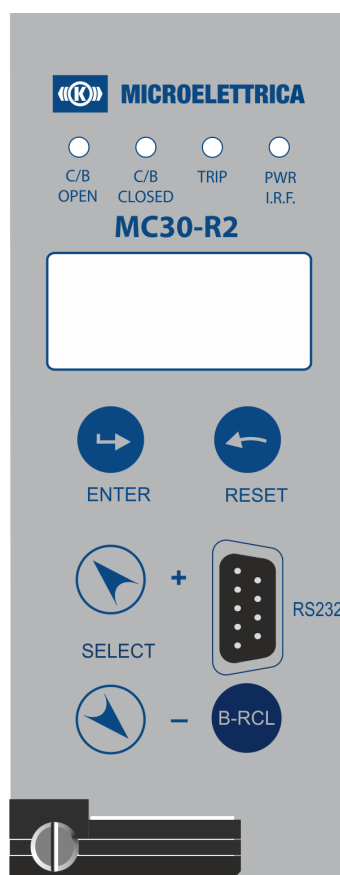 ((K)) MICROELETTRICA
C/B OPEN
C/B CLOSED
TRIP
PWR I.R.F.
MC30-R2
ENTER
RESET
+
RS232
SELECT
–
B-RCL